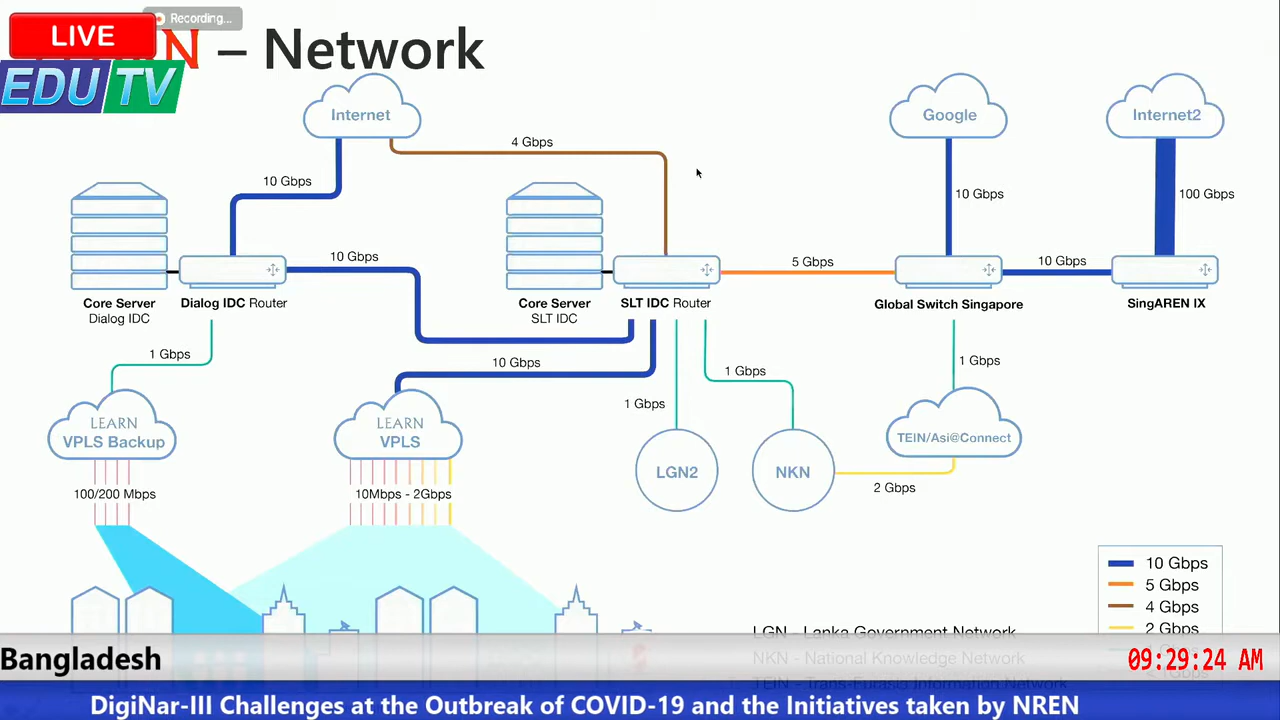 Recording...
LIVE
N – Network
EDU TV
Internet
Google
Internet2
4 Gbps
10 Gbps
10 Gbps
100 Gbps
10 Gbps
5 Gbps
10 Gbps
Core Server
Dialog IDC
Dialog IDC Router
Core Server
SLT IDC
SLT IDC Router
Global Switch Singapore
SingAREN IX
1 Gbps
10 Gbps
1 Gbps
1 Gbps
1 Gbps
LEARN
VPLS Backup
LEARN
VPLS
LGN2
NKN
TEIN/Asi@Connect
2 Gbps
100/200 Mbps
10Mbps - 2Gbps
10 Gbps
5 Gbps
4 Gbps
2 Gbps
LGN - Lanka Government Network
NKN - National Knowledge Network
TEIN - Trans-Eurasia Information Network
Bangladesh
09:29:24 AM
DigiNar-III Challenges at the Outbreak of COVID-19 and the Initiatives taken by NREN